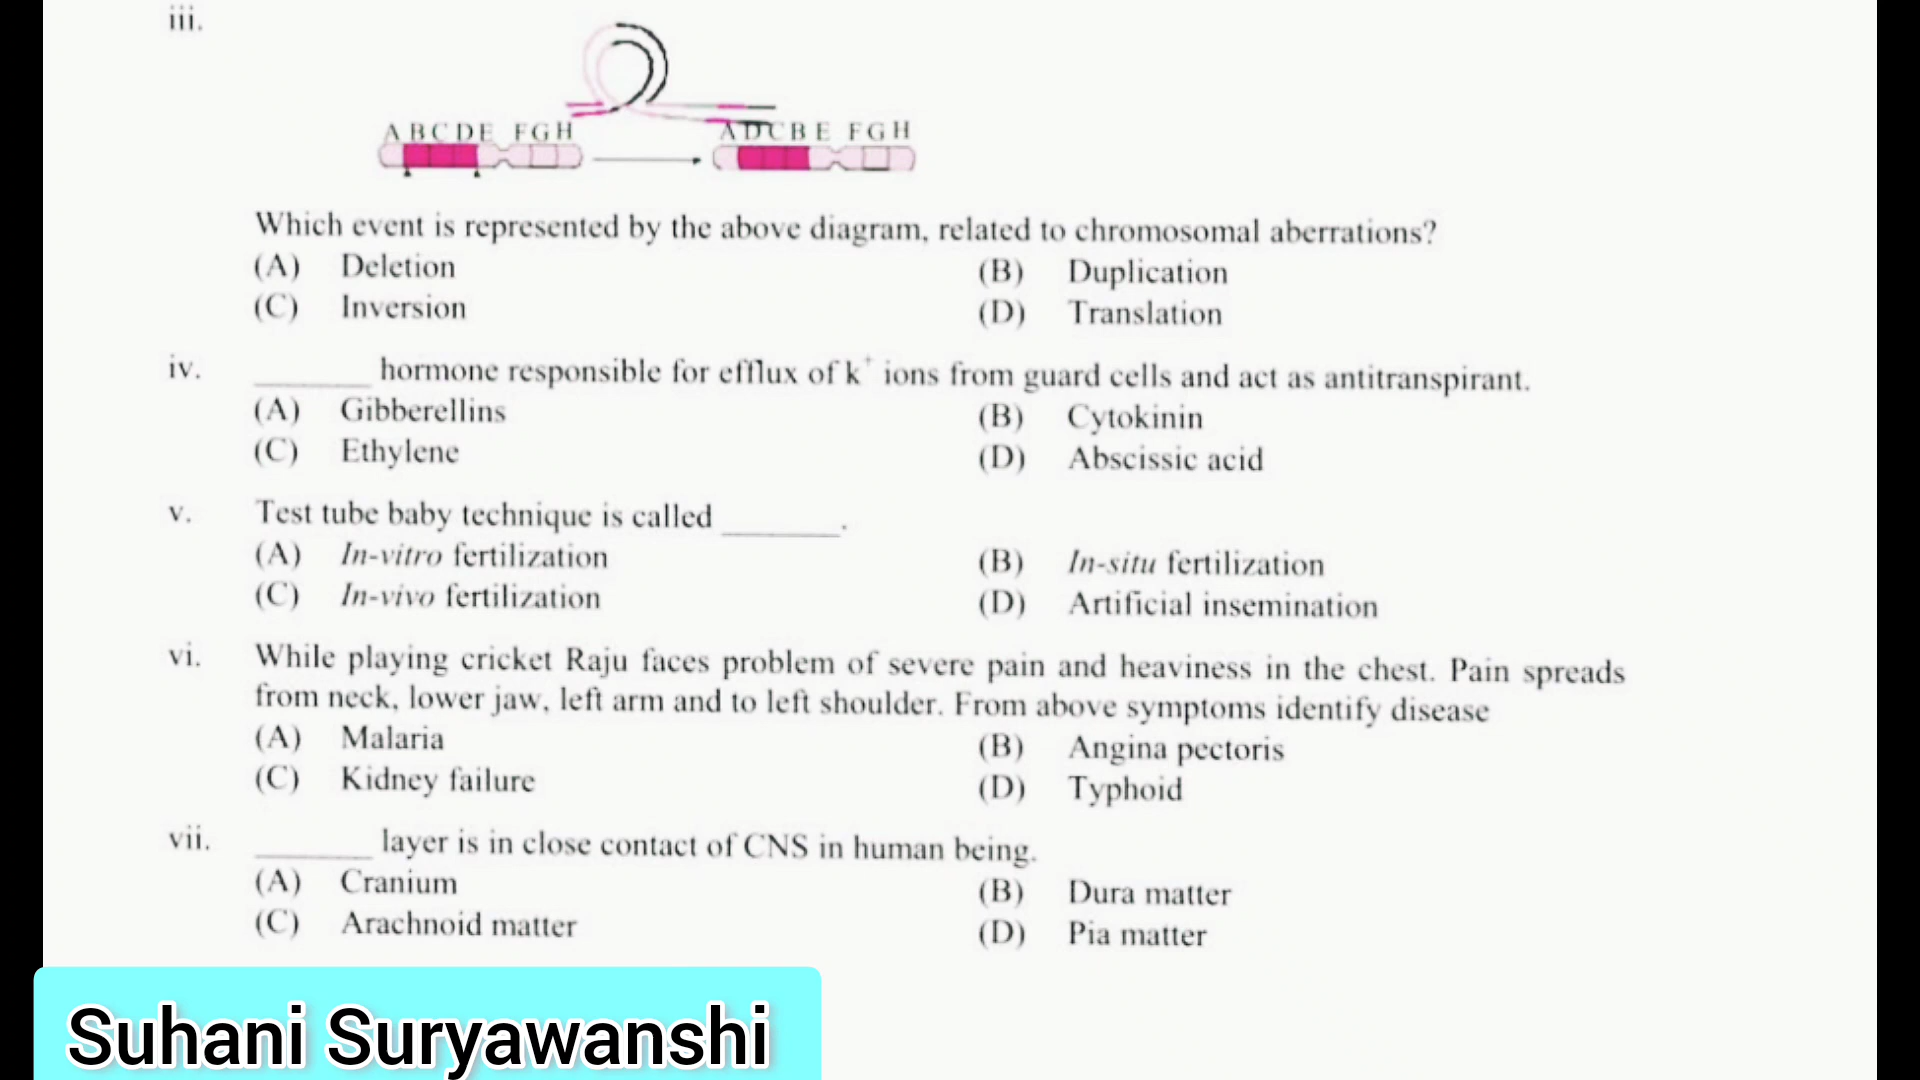 iii.
A B C D E F G H
A D C B E F G H
Which event is represented by the above diagram, related to chromosomal aberrations?
(A) Deletion (B) Duplication
(C) Inversion (D) Translation
iv. ______ hormone responsible for efflux of k⁺ ions from guard cells and act as antitranspirant.
(A) Gibberellins (B) Cytokinin
(C) Ethylene (D) Abscissic acid
v. Test tube baby technique is called ______.
(A) In-vitro fertilization (B) In-situ fertilization
(C) In-vivo fertilization (D) Artificial insemination
vi. While playing cricket Raju faces problem of severe pain and heaviness in the chest. Pain spreads
from neck, lower jaw, left arm and to left shoulder. From above symptoms identify disease
(A) Malaria (B) Angina pectoris
(C) Kidney failure (D) Typhoid
vii. ______ layer is in close contact of CNS in human being.
(A) Cranium (B) Dura matter
(C) Arachnoid matter (D) Pia matter
Suhani Suryawanshi